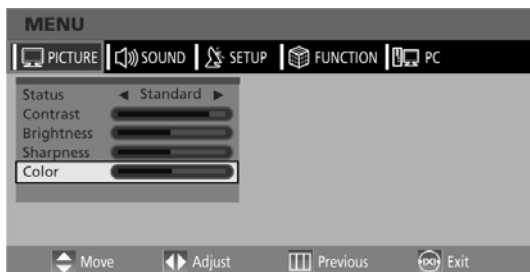 MENU
PICTURE SOUND SETUP FUNCTION PC
Status Standard
Contrast
Brightness
Sharpness
Color
Move Adjust Previous Exit